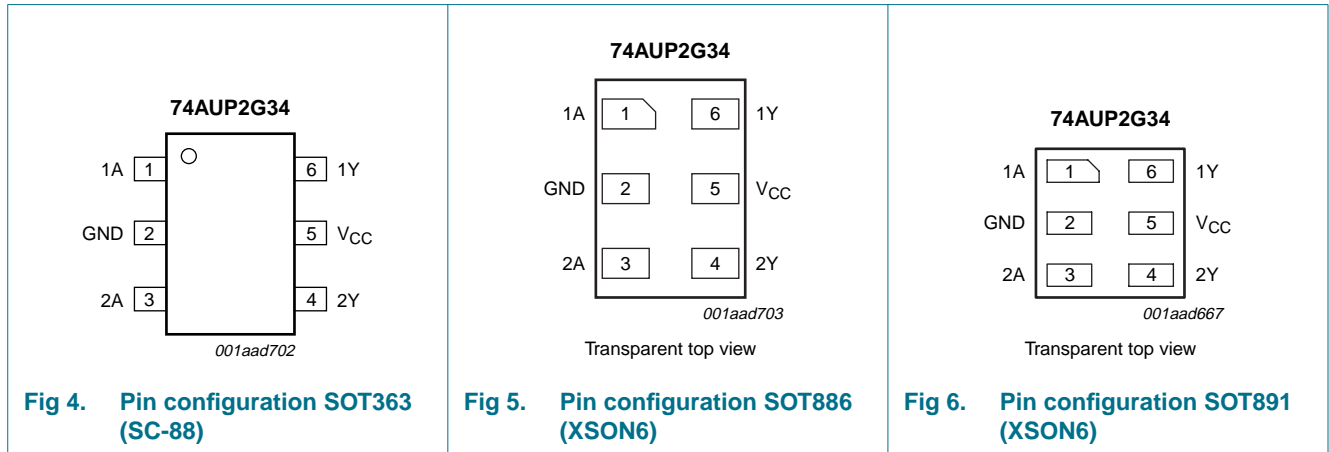 74AUP2G34
1A 1 6 1Y
GND 2 5 VCC
2A 3 4 2Y
001aad702
Fig 4. Pin configuration SOT363
(SC-88)
74AUP2G34
1A 1 6 1Y
GND 2 5 VCC
2A 3 4 2Y
001aad703
Transparent top view
Fig 5. Pin configuration SOT886
(XSON6)
74AUP2G34
1A 1 6 1Y
GND 2 5 VCC
2A 3 4 2Y
001aad667
Transparent top view
Fig 6. Pin configuration SOT891
(XSON6)